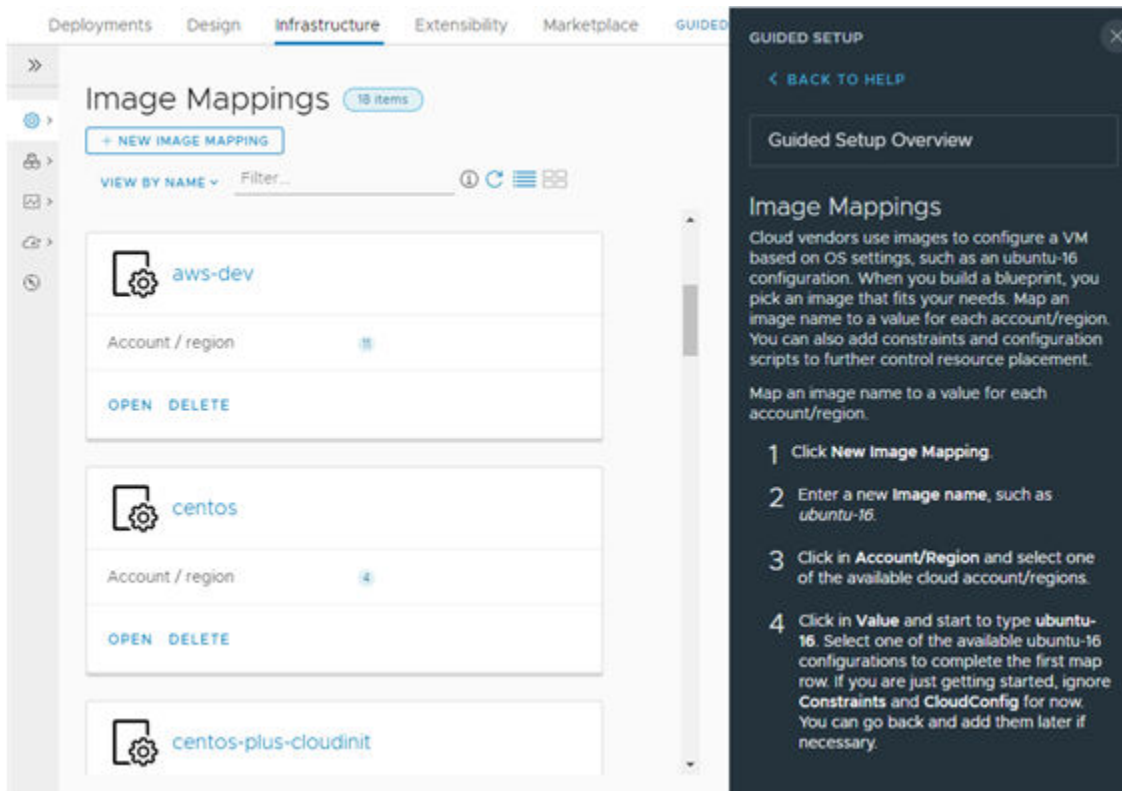 Deployments Design Infrastructure Extensibility Marketplace GUIDED
Image Mappings 18 items
+ NEW IMAGE MAPPING
VIEW BY NAME Filter...
aws-dev
Account / region 11
OPEN DELETE
centos
Account / region 4
OPEN DELETE
centos-plus-cloudinit
GUIDED SETUP
BACK TO HELP
Guided Setup Overview
Image Mappings
Cloud vendors use images to configure a VM
based on OS settings, such as an ubuntu-16
configuration. When you build a blueprint, you
pick an image that fits your needs. Map an
image name to a value for each account/region.
You can also add constraints and configuration
scripts to further control resource placement.
Map an image name to a value for each
account/region.
1 Click New Image Mapping.
2 Enter a new Image name, such as
ubuntu-16.
3 Click in Account/Region and select one
of the available cloud account/regions.
4 Click in Value and start to type ubuntu-
16. Select one of the available ubuntu-16
configurations to complete the first map
row. If you are just getting started, ignore
Constraints and CloudConfig for now.
You can go back and add them later if
necessary.